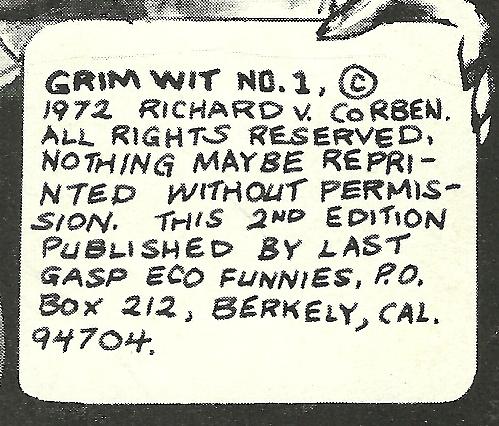 GRIM WIT NO. 1, ©
1972 RICHARD V. CORBEN.
ALL RIGHTS RESERVED.
NOTHING MAYBE REPRI-
NTED WITHOUT PERMIS-
SION. THIS 2ND EDITION
PUBLISHED BY LAST
GASP ECO FUNNIES, P.O.
BOX 212, BERKELY, CAL.
94704.